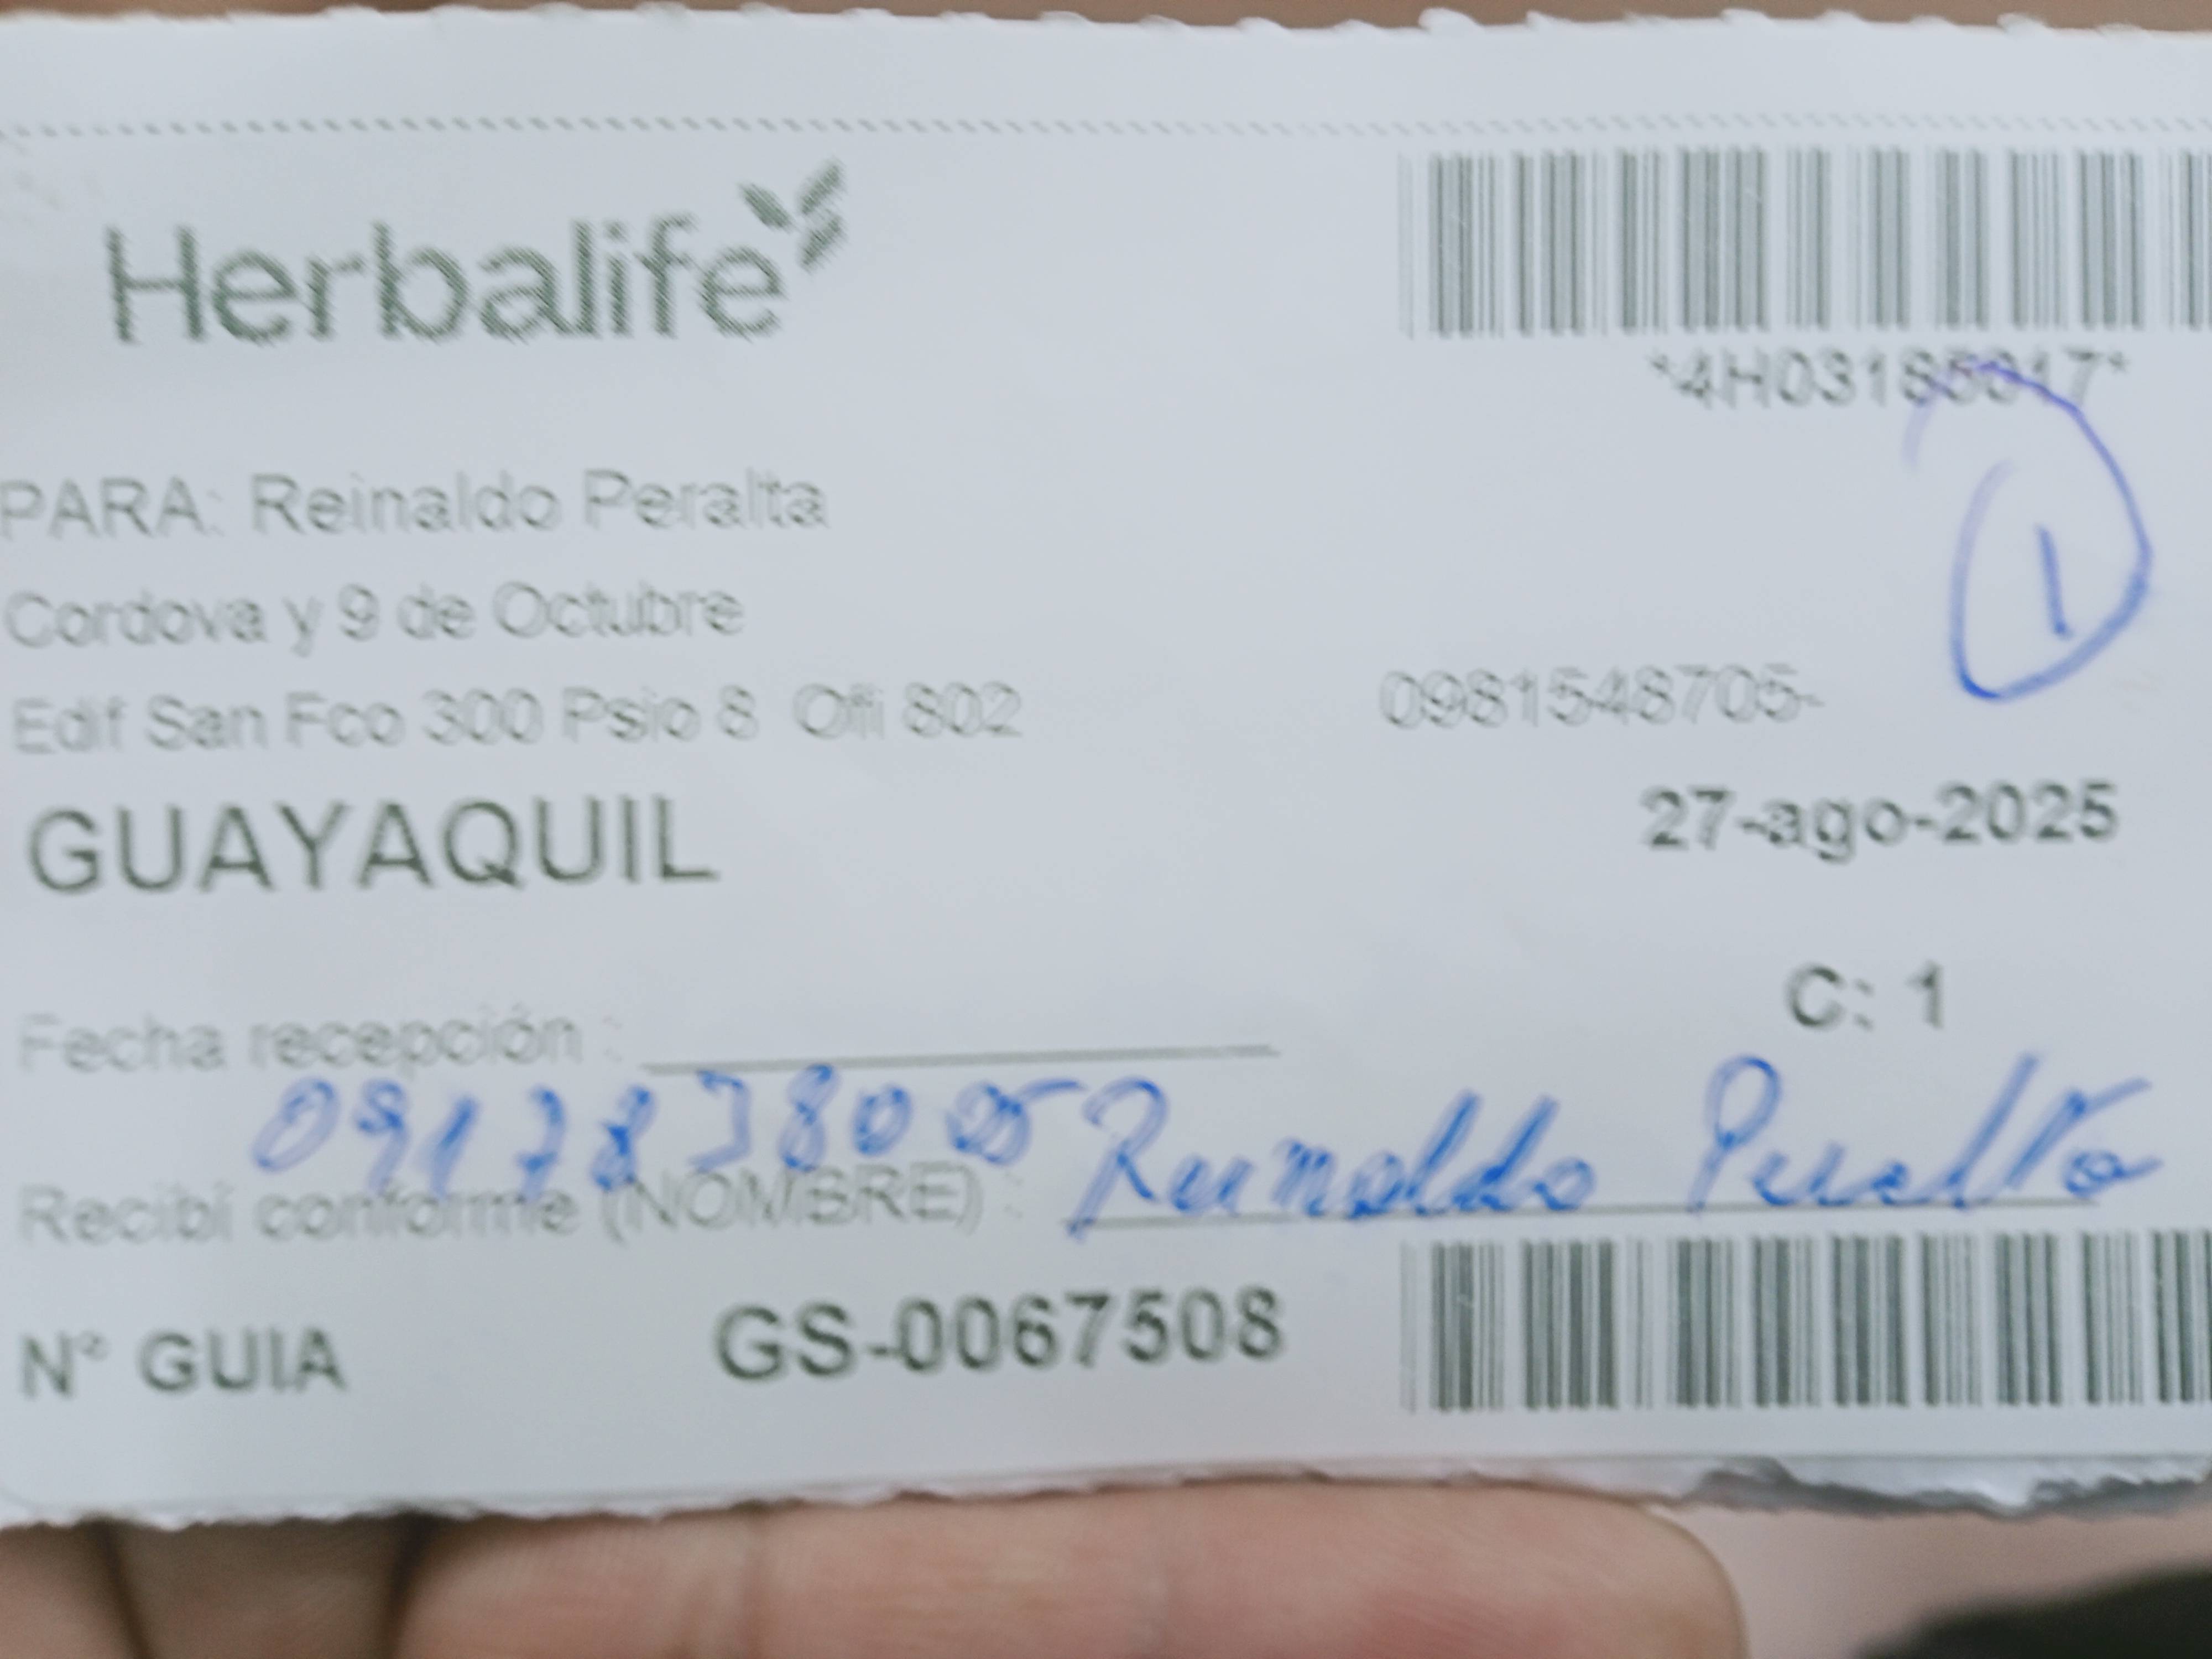 Herbalife
PARA: Reinaldo Peralta
Cordova y 9 de Octubre
Edif San Fco 300 Psio 8 Ofi 802
0981548705-
1
GUAYAQUIL
27-ago-2025
C: 1
Fecha recepción :
Recibí conforme (NOMBRE) : Reinaldo Peralta
N° GUIA GS-0067508